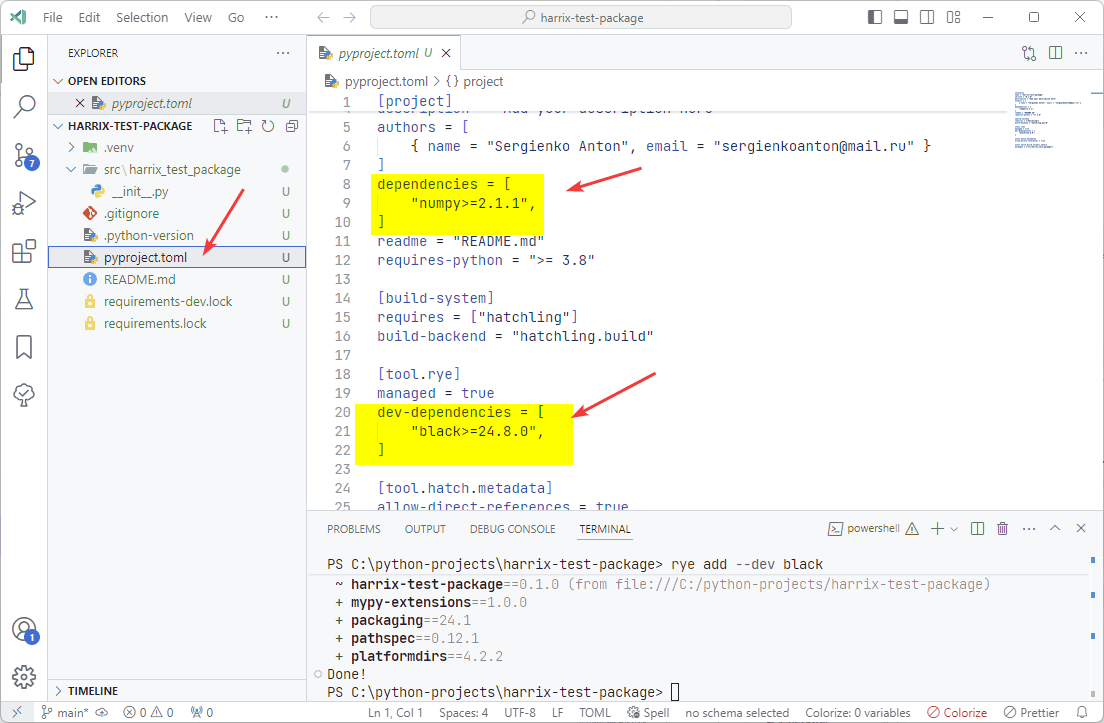 File Edit Selection View Go ··· harrix-test-package
EXPLORER ···
OPEN EDITORS
pyproject.toml U
HARRIX-TEST-PACKAGE
.venv
src\harrix_test_package
__init__.py U
.gitignore U
.python-version U
pyproject.toml U
README.md U
requirements-dev.lock U
requirements.lock U
TIMELINE
7
1
pyproject.toml U
pyproject.toml > {} project
1 [project]
description = "Add your description here"
5 authors = [
6 { name = "Sergienko Anton", email = "sergienkoanton@mail.ru" }
7 ]
8 dependencies = [
9 "numpy>=2.1.1",
10 ]
11 readme = "README.md"
12 requires-python = ">= 3.8"
13
14 [build-system]
15 requires = ["hatchling"]
16 build-backend = "hatchling.build"
17
18 [tool.rye]
19 managed = true
20 dev-dependencies = [
21 "black>=24.8.0",
22 ]
23
24 [tool.hatch.metadata]
25 allow-direct-references = true
PROBLEMS OUTPUT DEBUG CONSOLE TERMINAL powershell ···
PS C:\python-projects\harrix-test-package> rye add --dev black
~ harrix-test-package==0.1.0 (from file:///C:/python-projects/harrix-test-package)
+ mypy-extensions==1.0.0
+ packaging==24.1
+ pathspec==0.12.1
+ platformdirs==4.2.2
Done!
PS C:\python-projects\harrix-test-package>
main* 0 0 0 Ln 1, Col 1 Spaces: 4 UTF-8 LF TOML Spell no schema selected Colorize: 0 variables Colorize Prettier